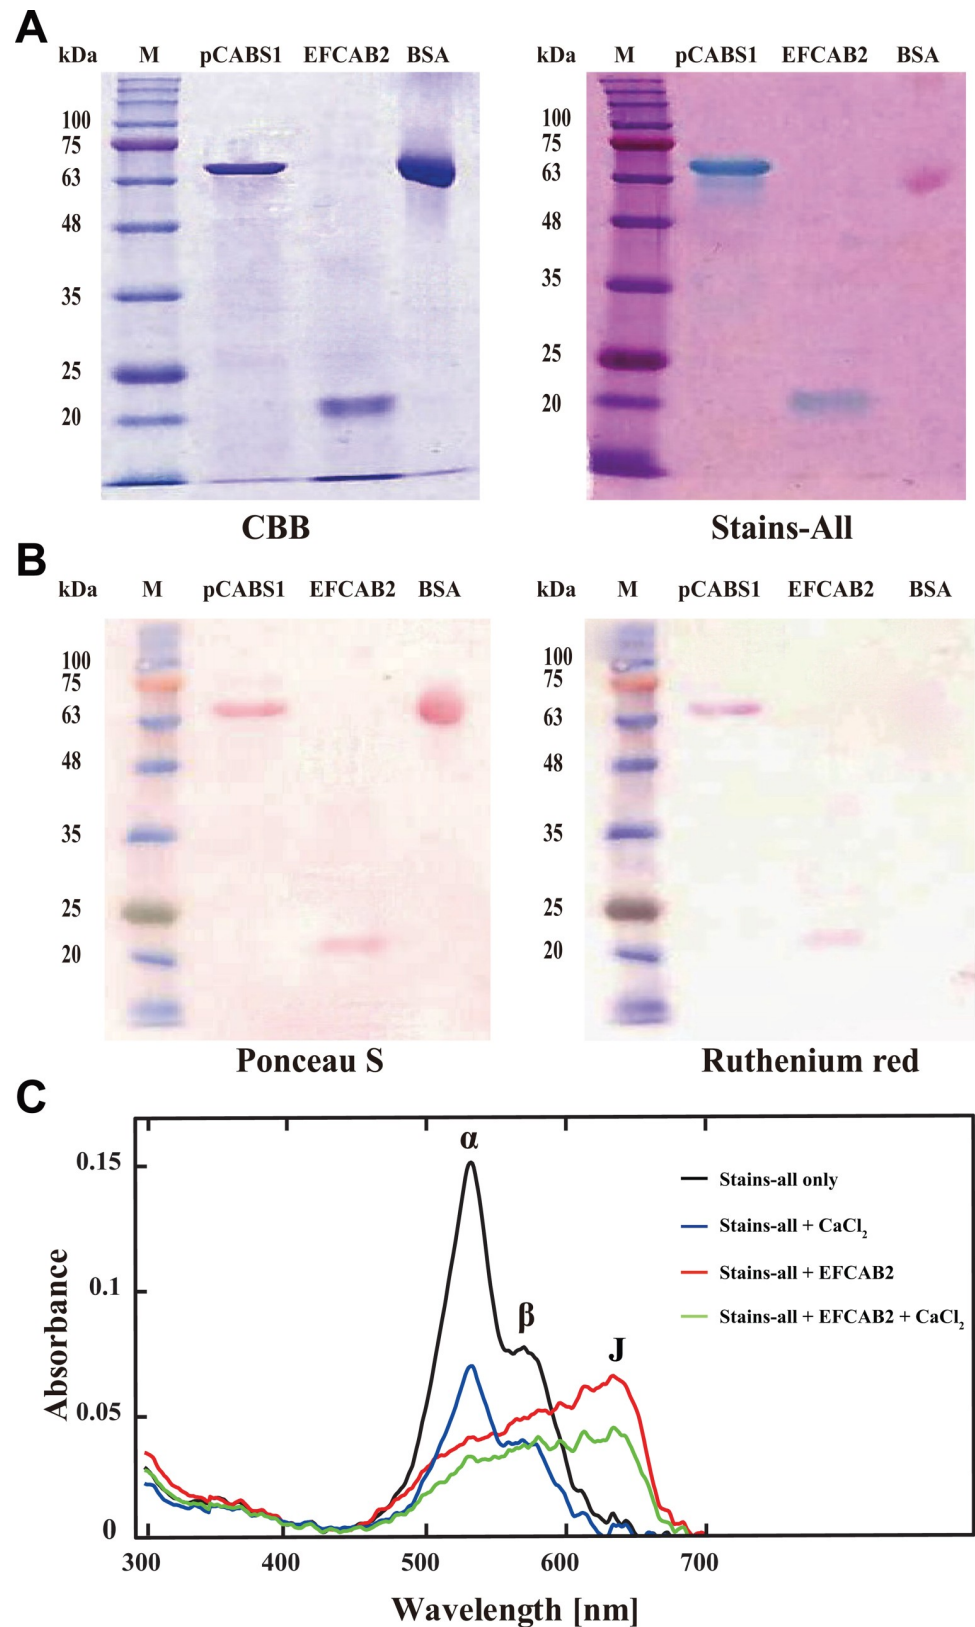 A
kDa M pCABS1 EFCAB2 BSA
100
75
63
48
35
25
20
CBB
kDa M pCABS1 EFCAB2 BSA
100
75
63
48
35
25
20
Stains-All
B
kDa M pCABS1 EFCAB2 BSA
100
75
63
48
35
25
20
Ponceau S
kDa M pCABS1 EFCAB2 BSA
100
75
63
48
35
25
20
Ruthenium red
C
Absorbance
0.15
0.1
0.05
0
α
β
J
Stains-all only
Stains-all + CaCl₂
Stains-all + EFCAB2
Stains-all + EFCAB2 + CaCl₂
300 400 500 600 700
Wavelength [nm]